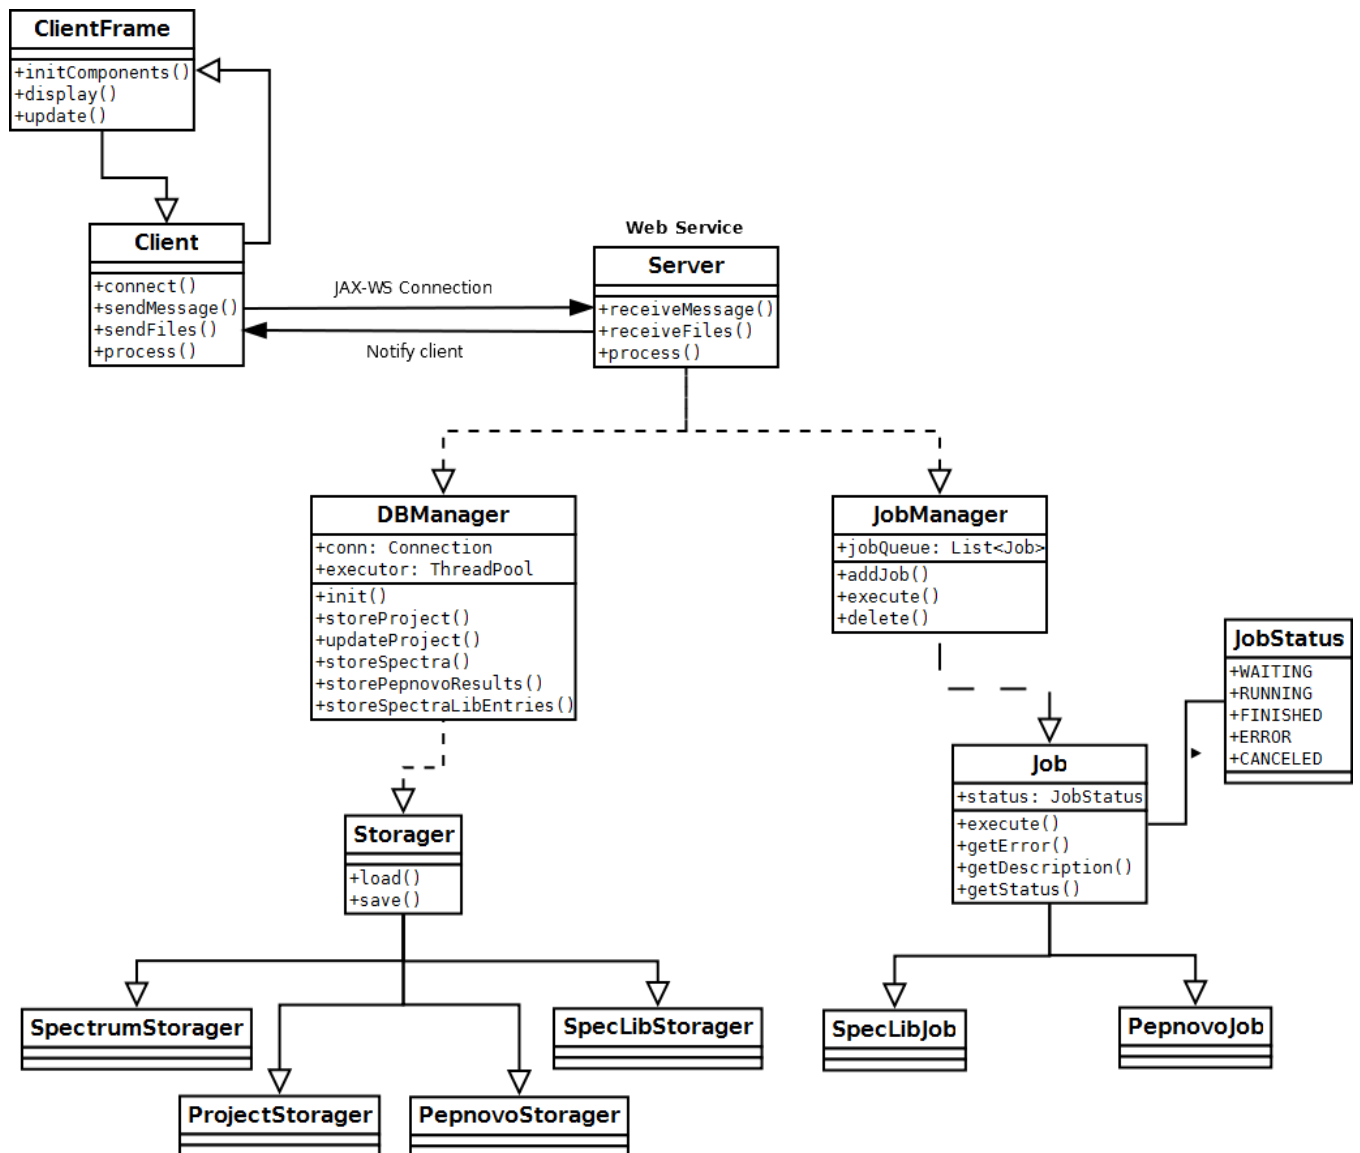 ClientFrame
+initComponents()
+display()
+update()
Client
+connect()
+sendMessage()
+sendFiles()
+process()
JAX-WS Connection
Notify client
Web Service
Server
+receiveMessage()
+receiveFiles()
+process()
DBManager
+conn: Connection
+executor: ThreadPool
+init()
+storeProject()
+updateProject()
+storeSpectra()
+storePepnovoResults()
+storeSpectraLibEntries()
JobManager
+jobQueue: List<Job>
+addJob()
+execute()
+delete()
JobStatus
+WAITING
+RUNNING
+FINISHED
+ERROR
+CANCELED
Job
+status: JobStatus
+execute()
+getError()
+getDescription()
+getStatus()
Storager
+load()
+save()
SpectrumStorager
SpecLibStorager
ProjectStorager
PepnovoStorager
SpecLibJob
PepnovoJob